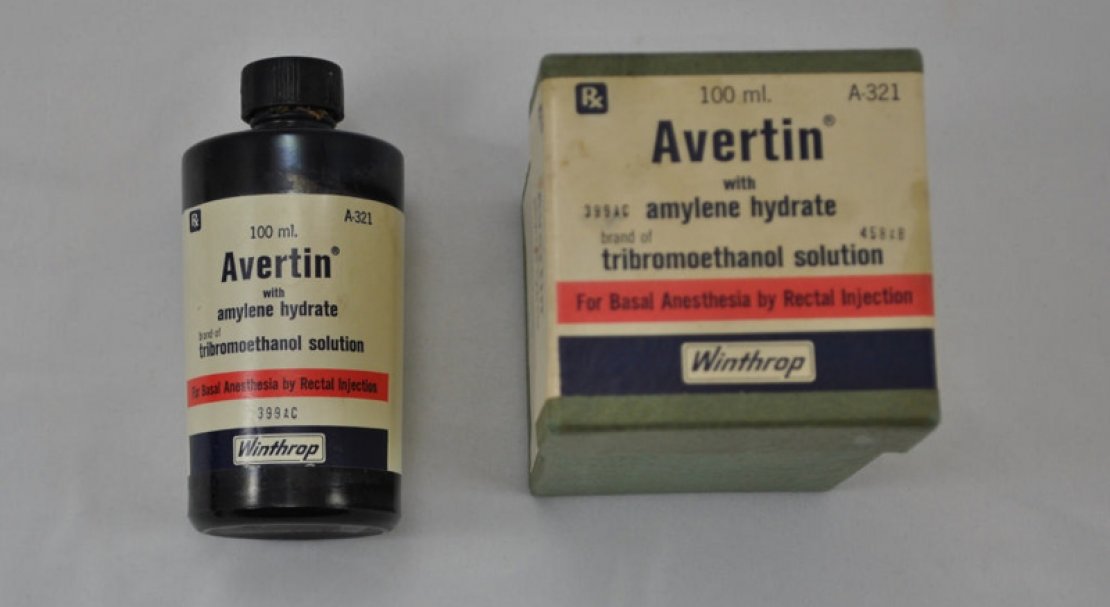 ℞
100 ml. A-321
Avertin®
with
amylene hydrate
brand of
tribromoethanol solution
For Basal Anesthesia by Rectal Injection
399AC
Winthrop
℞ 100 ml. A-321
Avertin®
with
399AC amylene hydrate
brand of
tribromoethanol solution
For Basal Anesthesia by Rectal Injection
Winthrop